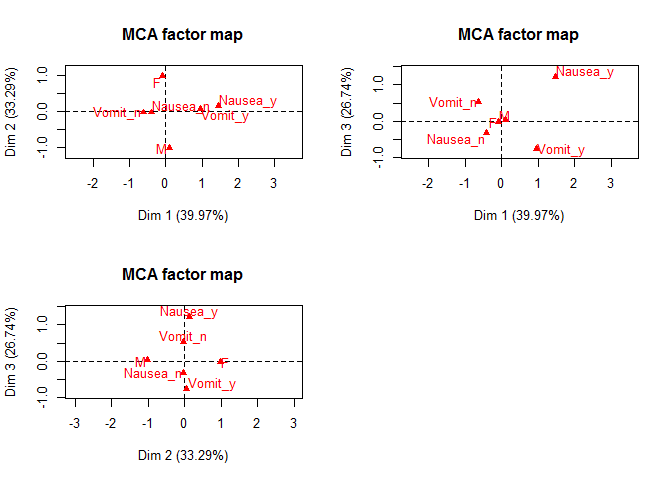 MCA factor map
Dim 2 (33.29%)
1.0
0.0
-1.0
F
Vomit_n
Nausea_n
Nausea_y
Vomit_y
M
-2 -1 0 1 2 3
Dim 1 (39.97%)
MCA factor map
Dim 3 (26.74%)
1.0
0.0
-1.0
Nausea_y
Vomit_n
F
M
Nausea_n
Vomit_y
-2 -1 0 1 2 3
Dim 1 (39.97%)
MCA factor map
Dim 3 (26.74%)
1.0
0.0
-1.0
Nausea_y
Vomit_n
M
F
Nausea_n
Vomit_y
-3 -2 -1 0 1 2 3
Dim 2 (33.29%)